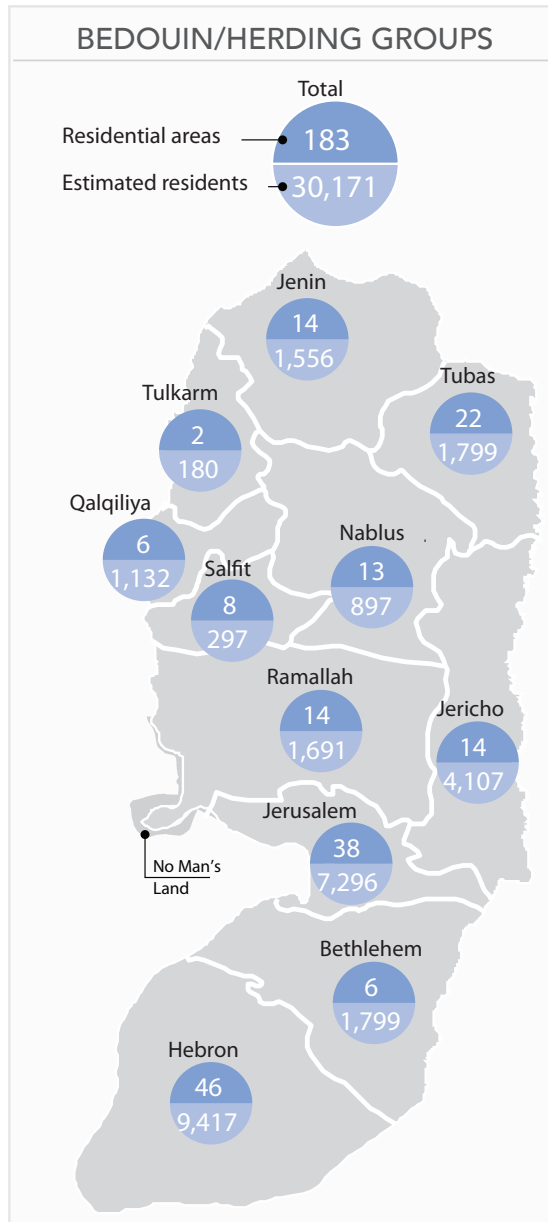 BEDOUIN/HERDING GROUPS
Total
Residential areas
183
Estimated residents
30,171
Jenin
14
1,556
Tubas
22
1,799
Tulkarm
2
180
Qalqiliya
6
1,132
Nablus
13
897
Salfit
8
297
Ramallah
14
1,691
Jericho
14
4,107
Jerusalem
38
7,296
No Man's
Land
Bethlehem
6
1,799
Hebron
46
9,417